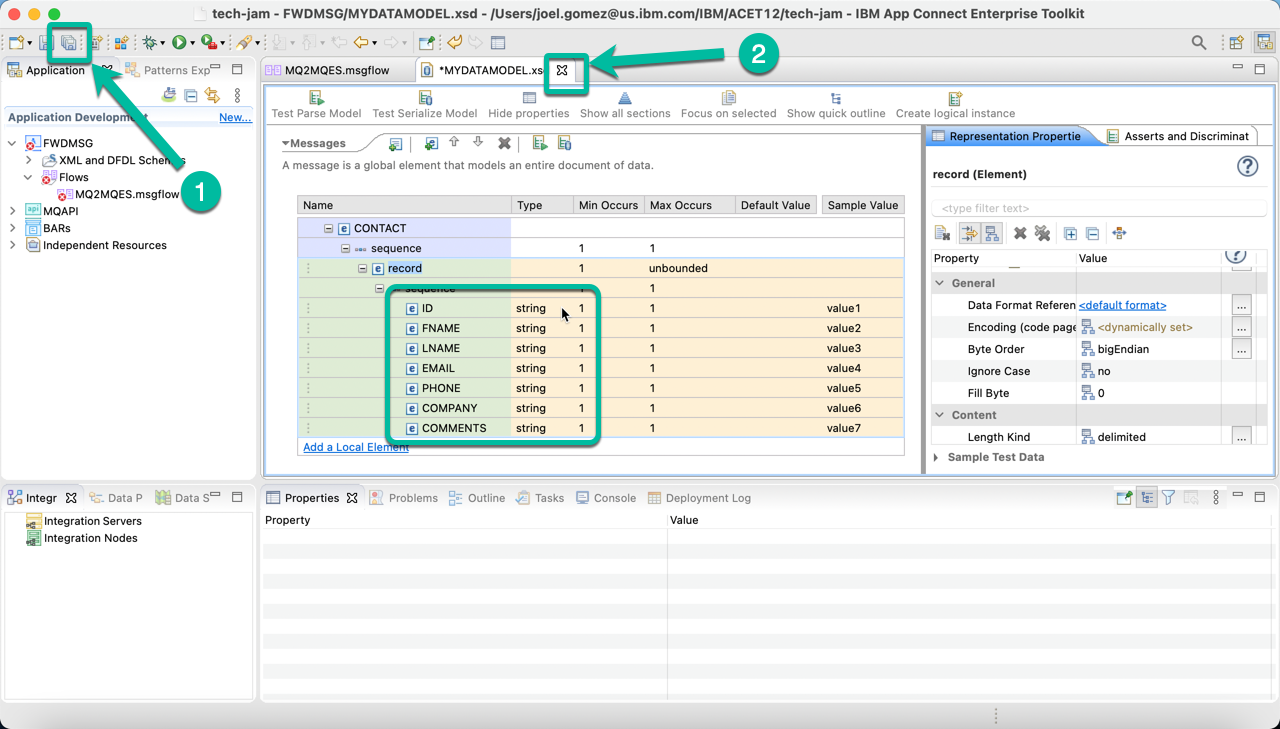 tech-jam - FWDMSG/MYDATAMODEL.xsd - /Users/joel.gomez@us.ibm.com/IBM/ACET12/tech-jam - IBM App Connect Enterprise Toolkit
Application
Patterns Exp
Application Development
New...
FWDMSG
XML and DFDL Schemas
Flows
MQ2MQES.msgflow
MQAPI
BARs
Independent Resources
1
2
MQ2MQES.msgflow
*MYDATAMODEL.xsd
Test Parse Model
Test Serialize Model
Hide properties
Show all sections
Focus on selected
Show quick outline
Create logical instance
Messages
A message is a global element that models an entire document of data.
Name Type Min Occurs Max Occurs Default Value Sample Value
CONTACT
sequence 1 1
record 1 unbounded
sequence 1 1
ID string 1 1 value1
FNAME string 1 1 value2
LNAME string 1 1 value3
EMAIL string 1 1 value4
PHONE string 1 1 value5
COMPANY string 1 1 value6
COMMENTS string 1 1 value7
Add a Local Element
Representation Propertie
Asserts and Discriminat
record (Element)
<type filter text>
Property Value
General
Data Format Referen <default format> ...
Encoding (code page <dynamically set> ...
Byte Order bigEndian ...
Ignore Case no
Fill Byte 0
Content
Length Kind delimited ...
Sample Test Data
Integr
Data P
Data S
Integration Servers
Integration Nodes
Properties
Problems
Outline
Tasks
Console
Deployment Log
Property Value